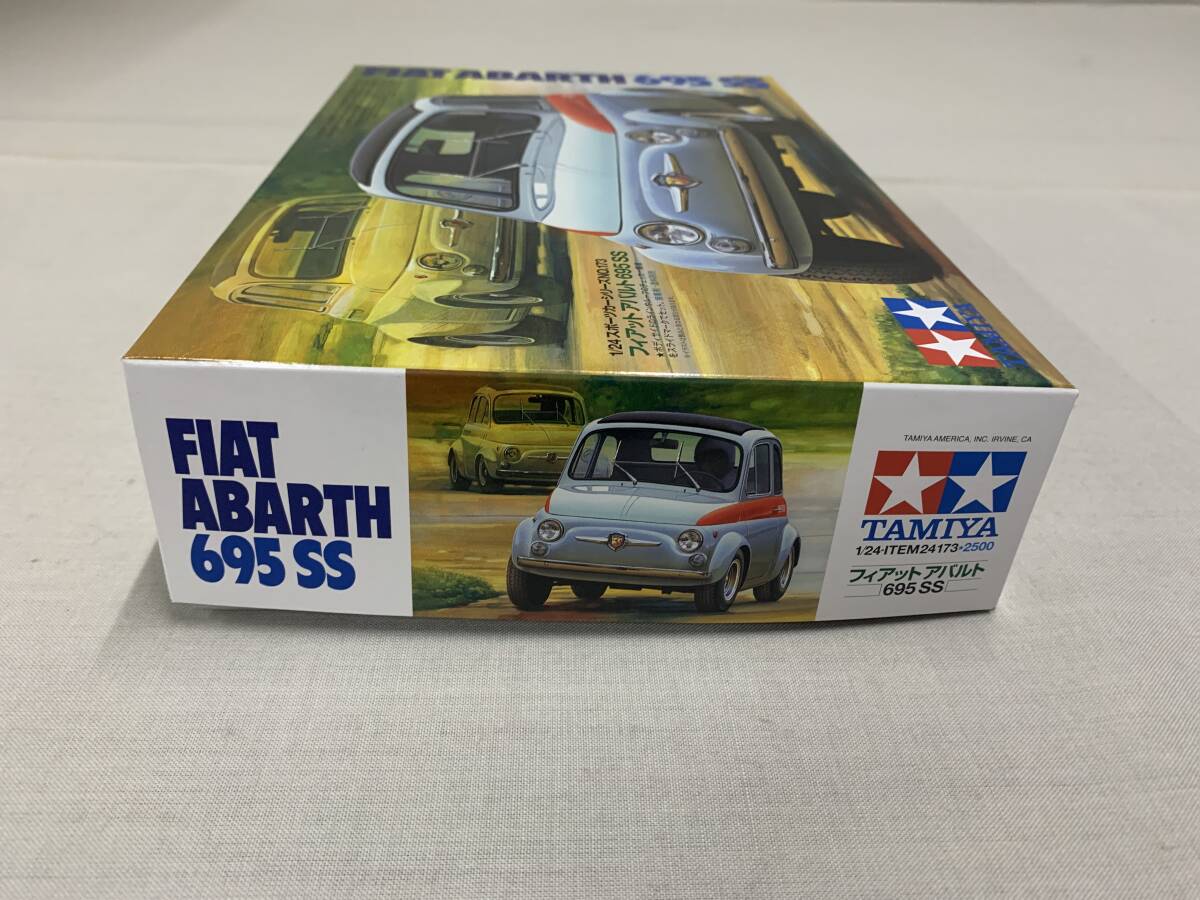 FIAT ABARTH 695 SS
1/24 スポーツカーシリーズNO.173
フィアット アバルト 695 SS
TAMIYA
FIAT
ABARTH
695 SS
TAMIYA AMERICA, INC. IRVINE, CA
TAMIYA
1/24・ITEM 24173・2500
フィアット アバルト
695 SS